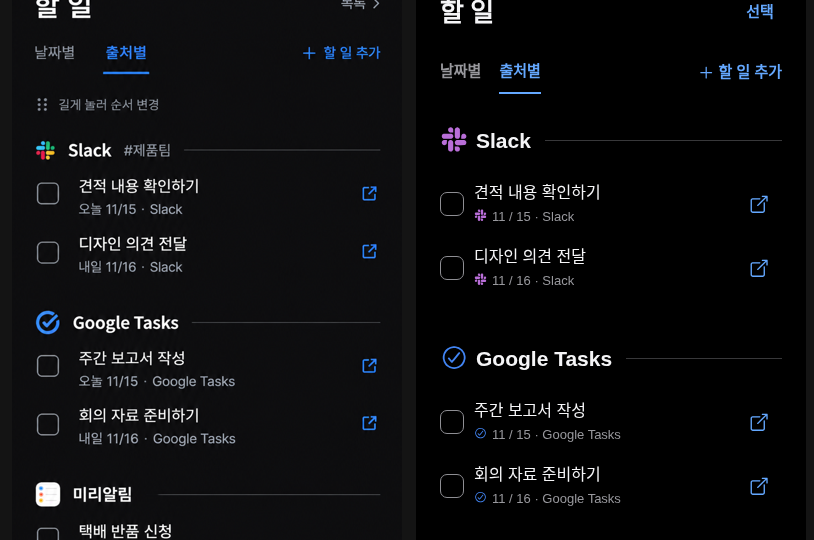 할 일
목록
날짜별 출처별 + 할 일 추가
길게 눌러 순서 변경
Slack #제품팀
견적 내용 확인하기
오늘 11/15 · Slack
디자인 의견 전달
내일 11/16 · Slack
Google Tasks
주간 보고서 작성
오늘 11/15 · Google Tasks
회의 자료 준비하기
내일 11/16 · Google Tasks
미리알림
택배 반품 신청
할 일
선택
날짜별 출처별 + 할 일 추가
Slack
견적 내용 확인하기
11 / 15 · Slack
디자인 의견 전달
11 / 16 · Slack
Google Tasks
주간 보고서 작성
11 / 15 · Google Tasks
회의 자료 준비하기
11 / 16 · Google Tasks